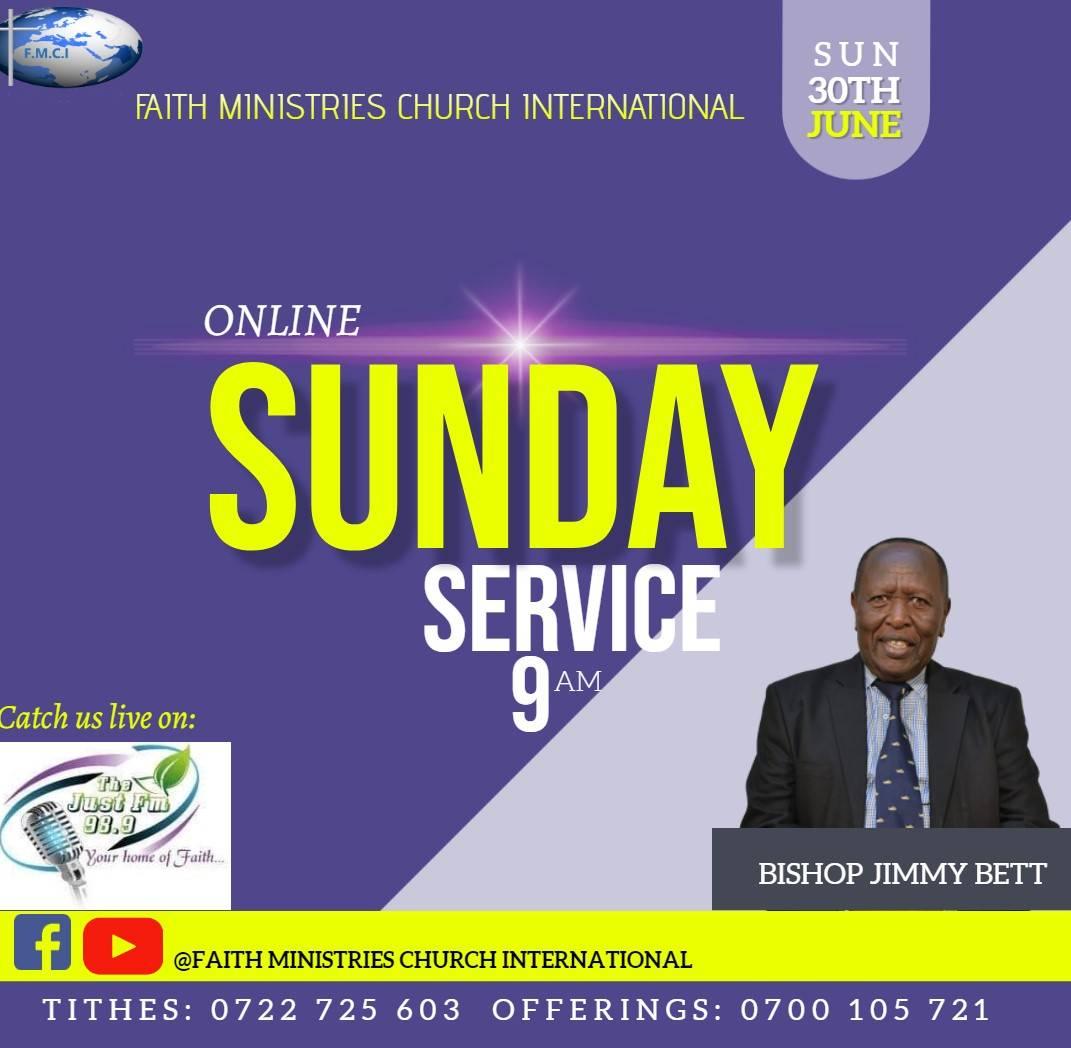 F.M.C.I
FAITH MINISTRIES CHURCH INTERNATIONAL
SUN
30TH
JUNE
ONLINE
SUNDAY
SERVICE
9 AM
Catch us live on:
The
Just Fm
98.9
Your home of Faith...
BISHOP JIMMY BETT
@FAITH MINISTRIES CHURCH INTERNATIONAL
TITHES: 0722 725 603 OFFERINGS: 0700 105 721